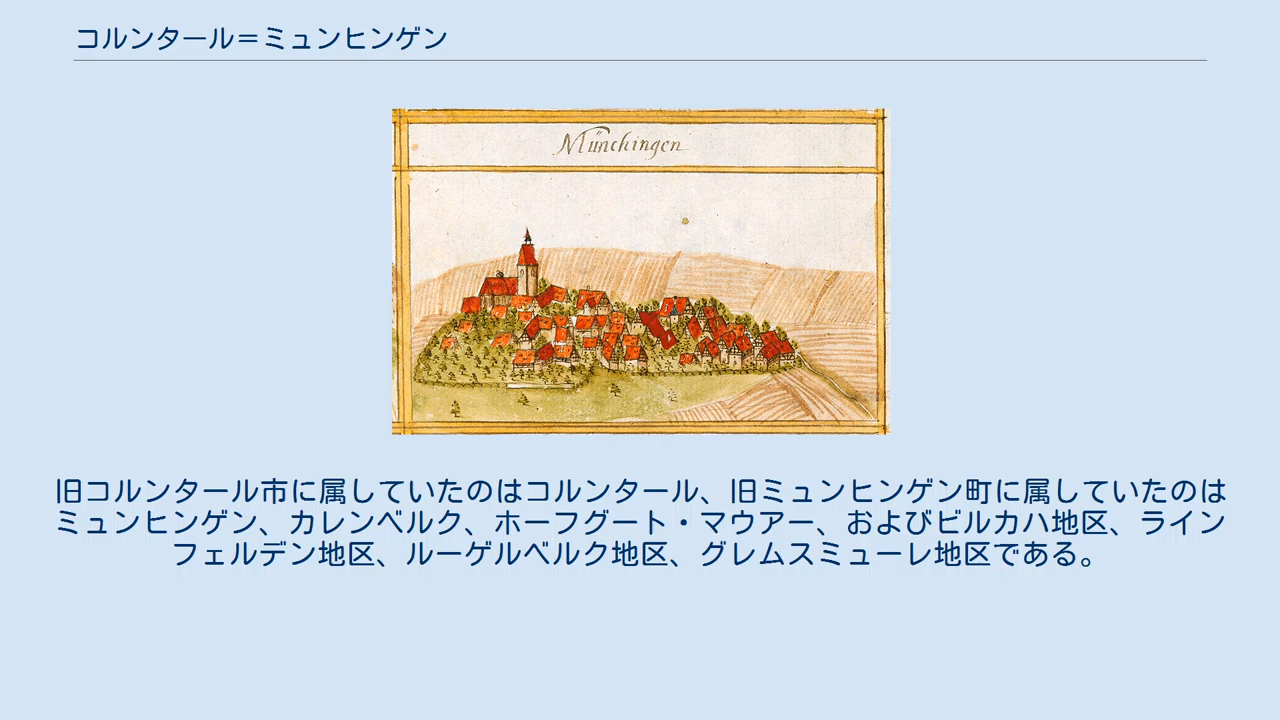 コルンタール＝ミュンヒンゲン
Münchingen
旧コルンタール市に属していたのはコルンタール、旧ミュンヒンゲン町に属していたのは
ミュンヒンゲン、カレンベルク、ホーフグート・マウアー、およびビルカハ地区、ライン
フェルデン地区、ルーゲルベルク地区、グレムスミューレ地区である。